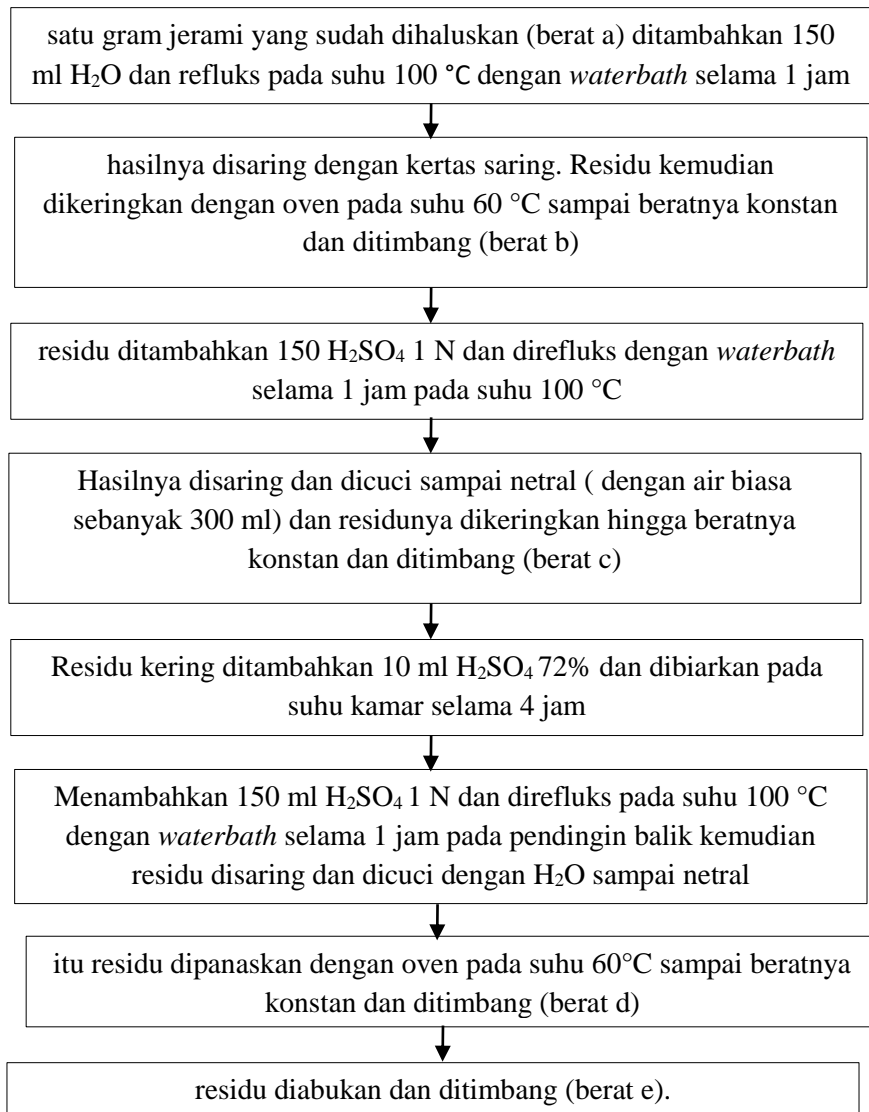 satu gram jerami yang sudah dihaluskan (berat a) ditambahkan 150
ml H₂O dan refluks pada suhu 100 °C dengan waterbath selama 1 jam
hasilnya disaring dengan kertas saring. Residu kemudian
dikeringkan dengan oven pada suhu 60 °C sampai beratnya konstan
dan ditimbang (berat b)
residu ditambahkan 150 H₂SO₄ 1 N dan direfluks dengan waterbath
selama 1 jam pada suhu 100 °C
Hasilnya disaring dan dicuci sampai netral ( dengan air biasa
sebanyak 300 ml) dan residunya dikeringkan hingga beratnya
konstan dan ditimbang (berat c)
Residu kering ditambahkan 10 ml H₂SO₄ 72% dan dibiarkan pada
suhu kamar selama 4 jam
Menambahkan 150 ml H₂SO₄ 1 N dan direfluks pada suhu 100 °C
dengan waterbath selama 1 jam pada pendingin balik kemudian
residu disaring dan dicuci dengan H₂O sampai netral
itu residu dipanaskan dengan oven pada suhu 60°C sampai beratnya
konstan dan ditimbang (berat d)
residu diabukan dan ditimbang (berat e).